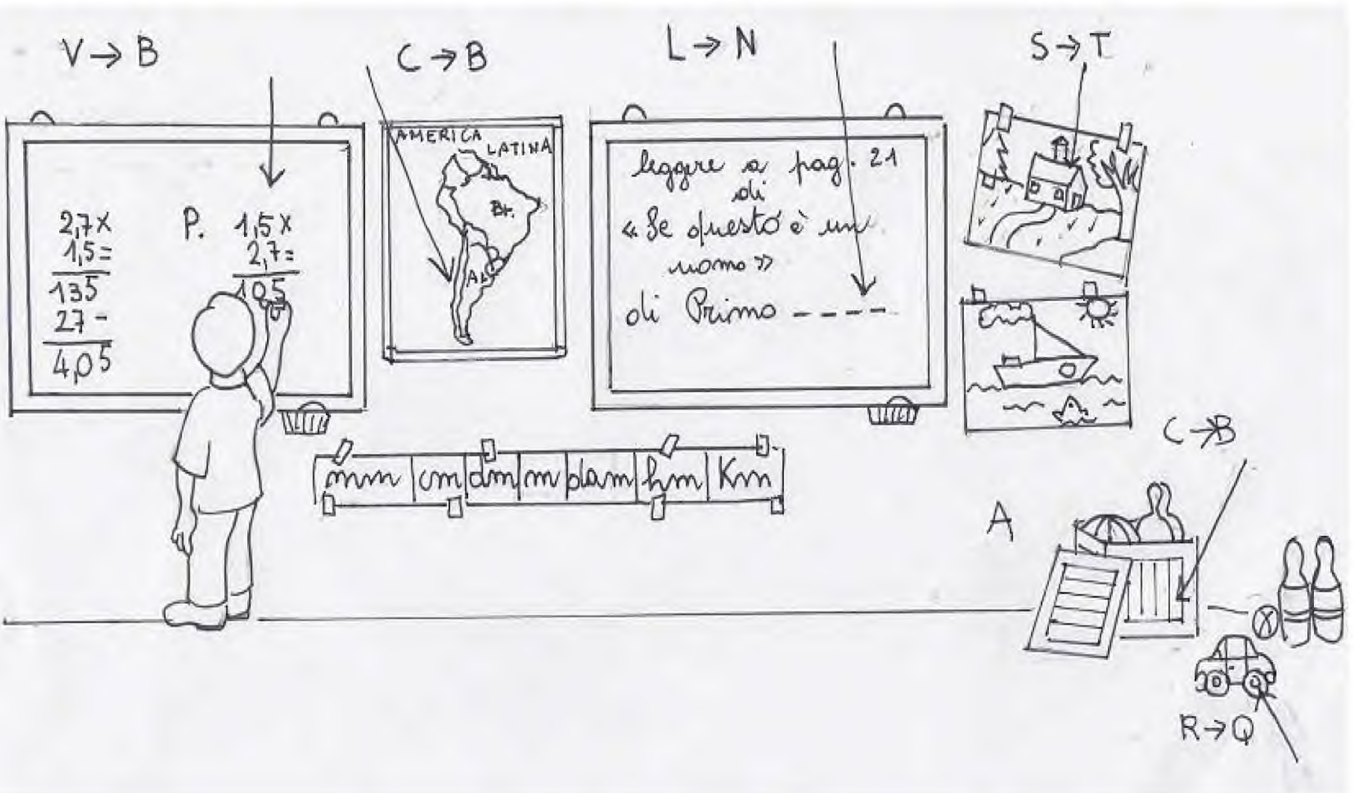 V → B
C → B
L → N
S → T
2,7×
1,5=
135
27-
4,05
P. 1,5×
2,7=
105
AMERICA
LATINA
Br.
leggere a pag. 21
di
«Se questo è un
uomo»
di Primo ----
mm cm dm m dam hm Km
C → B
A
X
R → Q